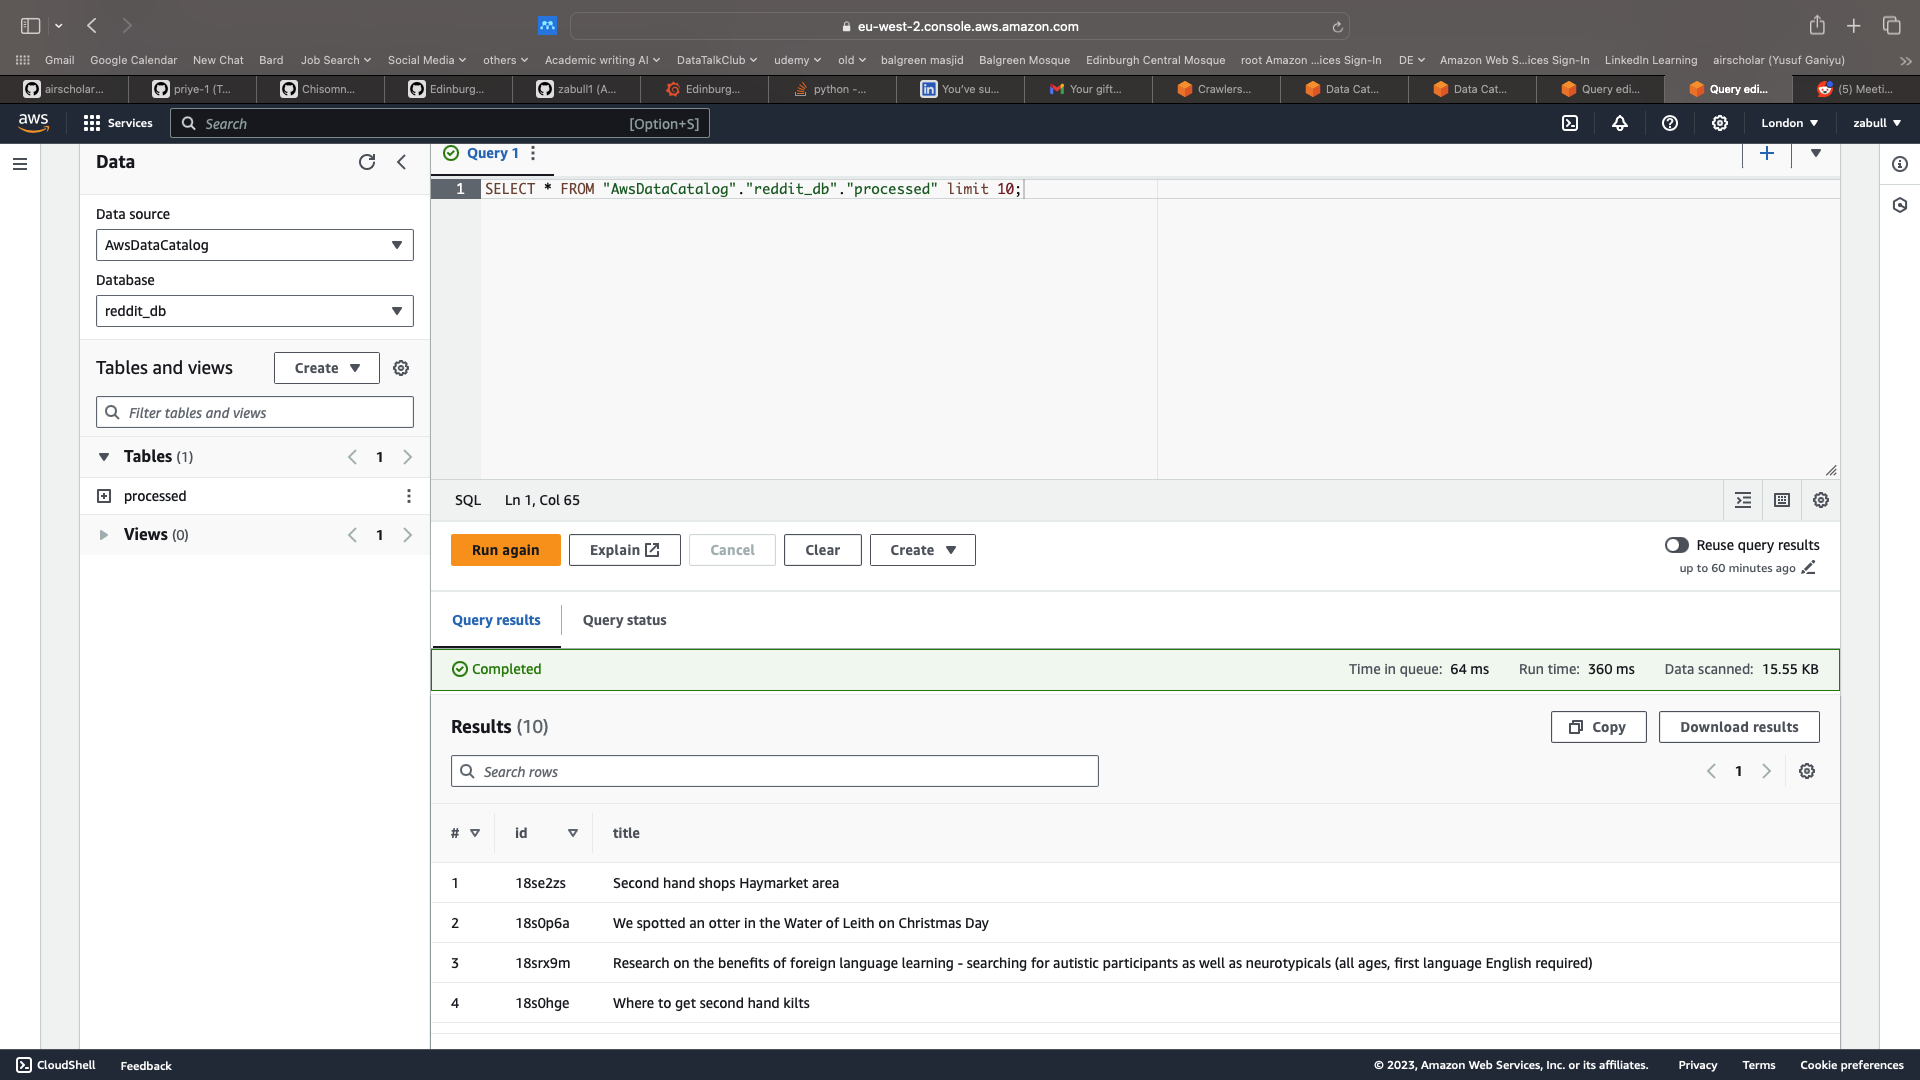 eu-west-2.console.aws.amazon.com
Gmail Google Calendar New Chat Bard Job Search Social Media others Academic writing AI DataTalkClub udemy old balgreen masjid Balgreen Mosque Edinburgh Central Mosque root Amazon ...ices Sign-In DE Amazon Web S...ices Sign-In LinkedIn Learning airscholar (Yusuf Ganiyu)
airscholar... priye-1 (T... Chisomn... Edinburg... zabull1 (A... Edinburg... python -... You've su... Your gift... Crawlers... Data Cat... Data Cat... Query edi... Query edi... (5) Meeti...
aws Services Search [Option+S] London zabull
Data
Query 1
1 SELECT * FROM "AwsDataCatalog"."reddit_db"."processed" limit 10;
Data source
AwsDataCatalog
Database
reddit_db
Tables and views Create
Filter tables and views
Tables (1) 1
processed
Views (0) 1
SQL Ln 1, Col 65
Run again Explain Cancel Clear Create
Reuse query results
up to 60 minutes ago
Query results Query status
Completed Time in queue: 64 ms Run time: 360 ms Data scanned: 15.55 KB
Results (10) Copy Download results
Search rows 1
# id title
1 18se2zs Second hand shops Haymarket area
2 18s0p6a We spotted an otter in the Water of Leith on Christmas Day
3 18srx9m Research on the benefits of foreign language learning - searching for autistic participants as well as neurotypicals (all ages, first language English required)
4 18s0hge Where to get second hand kilts
CloudShell Feedback © 2023, Amazon Web Services, Inc. or its affiliates. Privacy Terms Cookie preferences